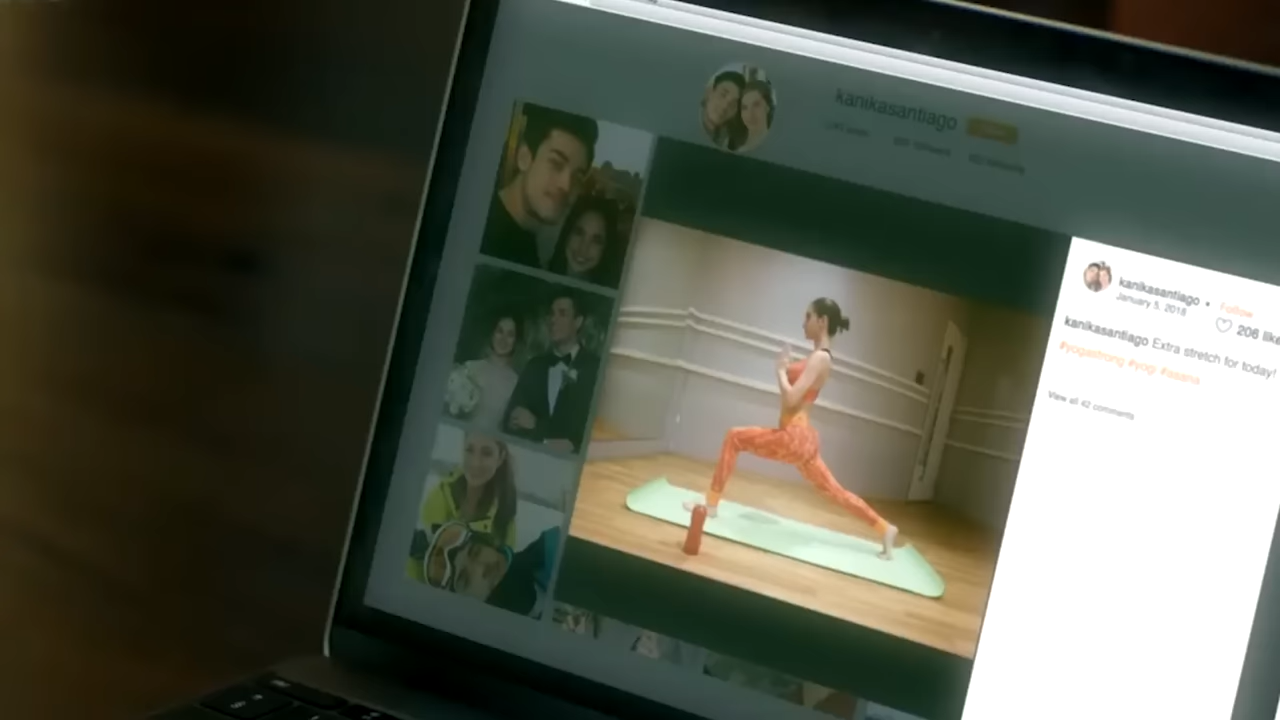 kanikasantiago
kanikasantiago • Follow
January 5, 2018
206 like
kanikasantiago Extra stretch for today!
#yogastrong #yogi #asana
View all 42 comments